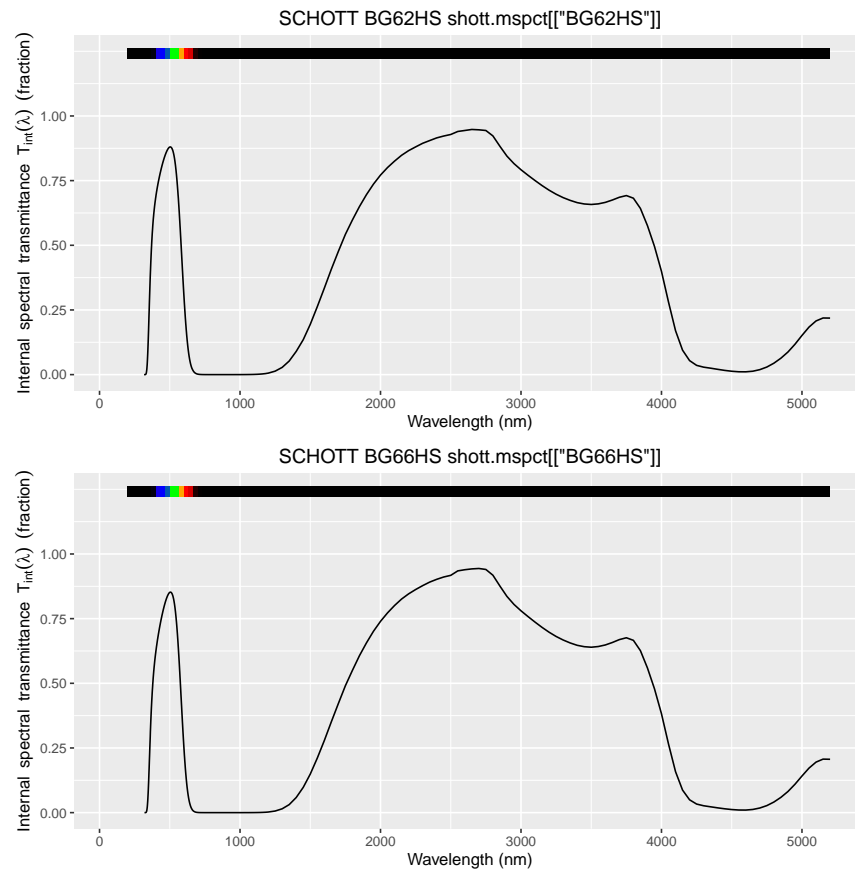 SCHOTT BG62HS shott.mspct[["BG62HS"]]
Internal spectral transmittance Tint(λ) (fraction)
1.00
0.75
0.50
0.25
0.00
0 1000 2000 3000 4000 5000
Wavelength (nm)
SCHOTT BG66HS shott.mspct[["BG66HS"]]
Internal spectral transmittance Tint(λ) (fraction)
1.00
0.75
0.50
0.25
0.00
0 1000 2000 3000 4000 5000
Wavelength (nm)